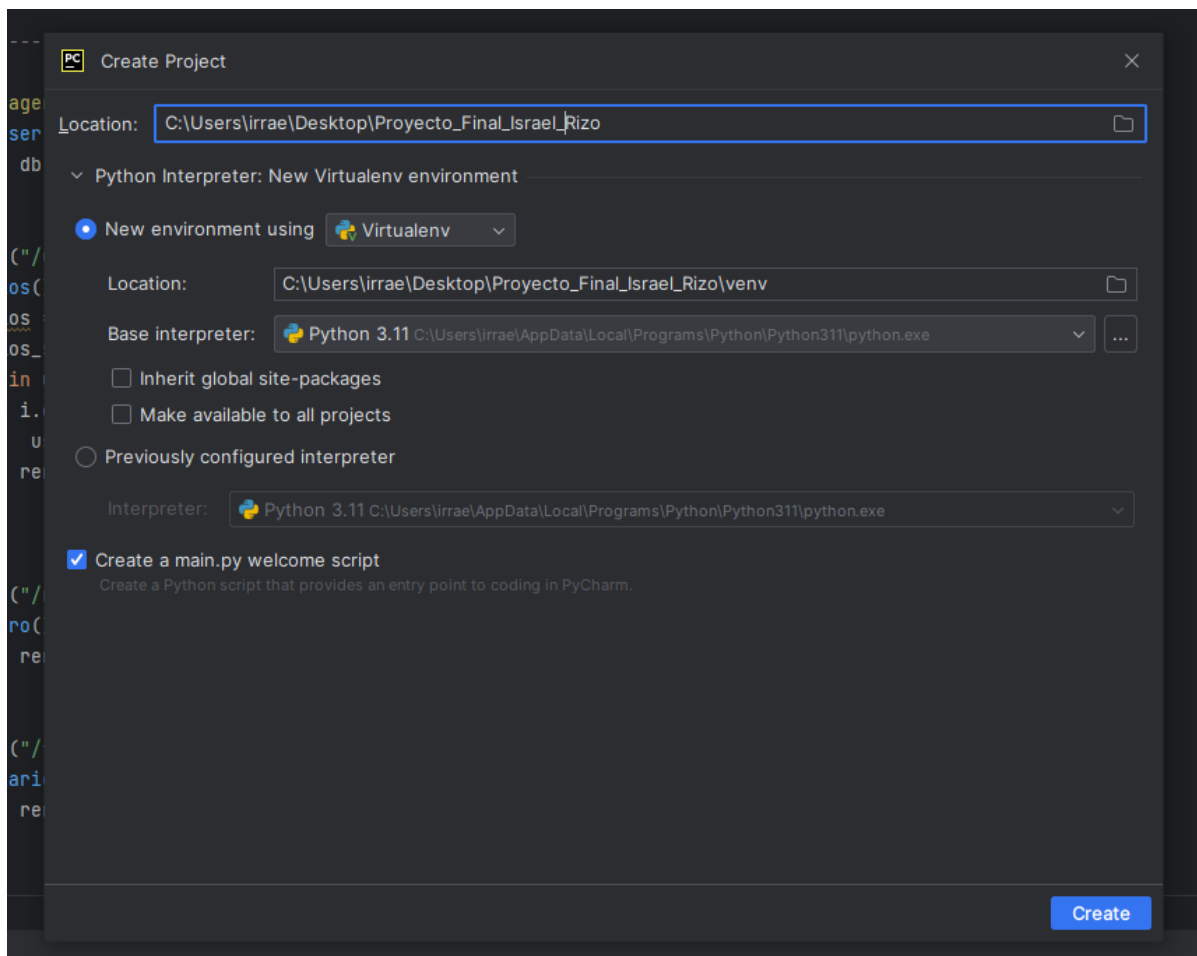 PC Create Project
Location: C:\Users\irrae\Desktop\Proyecto_Final_Israel_Rizo
Python Interpreter: New Virtualenv environment
New environment using Virtualenv
Location: C:\Users\irrae\Desktop\Proyecto_Final_Israel_Rizo\venv
Base interpreter: Python 3.11 C:\Users\irrae\AppData\Local\Programs\Python\Python311\python.exe ...
Inherit global site-packages
Make available to all projects
Previously configured interpreter
Interpreter: Python 3.11 C:\Users\irrae\AppData\Local\Programs\Python\Python311\python.exe
Create a main.py welcome script
Create a Python script that provides an entry point to coding in PyCharm.
Create